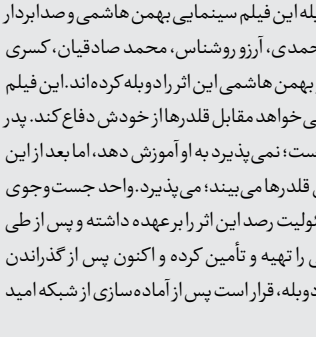 یله این فیلم سینمایی بهمن هاشمی و صدابردار
حمدی، آرزو روشناس، محمد صادقیان، کسری
بهمن هاشمی این اثر را دوبله کرده‌اند. این فیلم
ی‌خواهد مقابل قلدرها از خودش دفاع کند. پدر
ست؛ نمی‌پذیرد به او آموزش دهد، اما بعد از این
قلدرها می‌بیند؛ می‌پذیرد. واحد جست‌وجوی
ئولیت رصد این اثر را برعهده داشته و پس از طی
را تهیه و تأمین کرده و اکنون پس از گذراندن
دوبله، قرار است پس از آماده‌سازی از شبکه امید